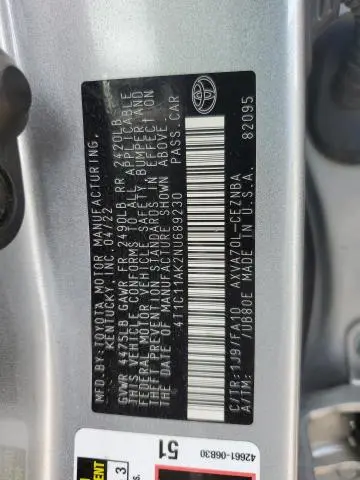 MFD.BY:TOYOTA MOTOR MANUFACTURING,
KENTUCKY,INC. 04/22
GVWR 4475LB GAWR FR 2490LB RR 2420LB
THIS VEHICLE CONFORMS TO ALL APPLICABLE
FEDERAL MOTOR VEHICLE SAFETY, BUMPER, AND
THEFT PREVENTION STANDARDS IN EFFECT ON
THE DATE OF MANUFACTURE SHOWN ABOVE.
4T1C11AK2NU689230 PASS.CAR
C/TR:1J9/FA10 AXVA70L-CEZNBA
A/TM: /UB80E MADE IN U.S.A.
82095
51
42661-06B30